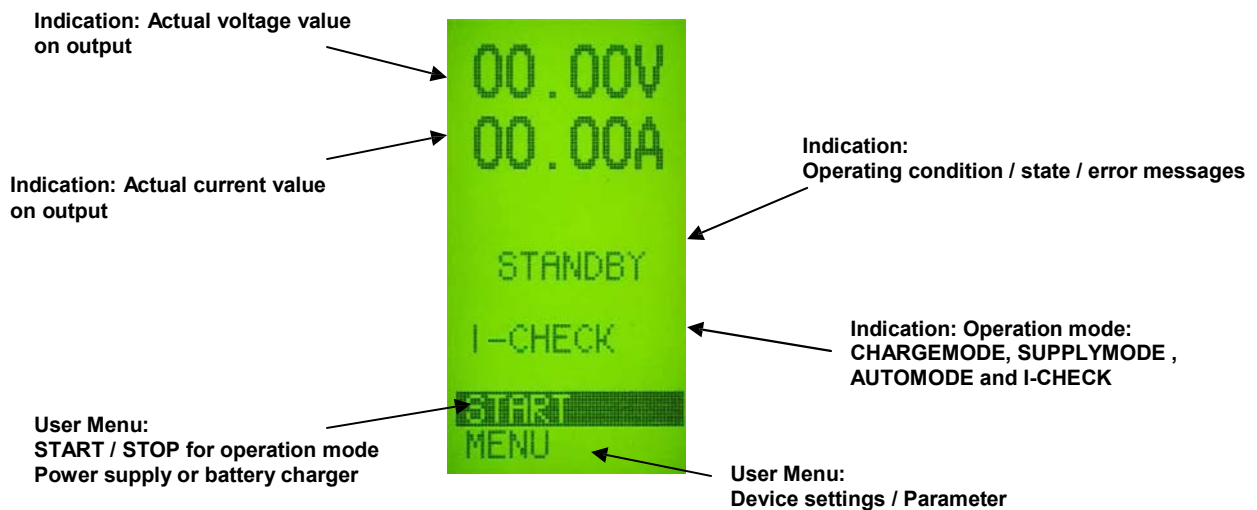 Indication: Actual voltage value
on output
00.00V
00.00A
Indication: Actual current value
on output
Indication:
Operating condition / state / error messages
STANDBY
I-CHECK
Indication: Operation mode:
CHARGEMODE, SUPPLYMODE ,
AUTOMODE and I-CHECK
START
MENU
User Menu:
START / STOP for operation mode
Power supply or battery charger
User Menu:
Device settings / Parameter